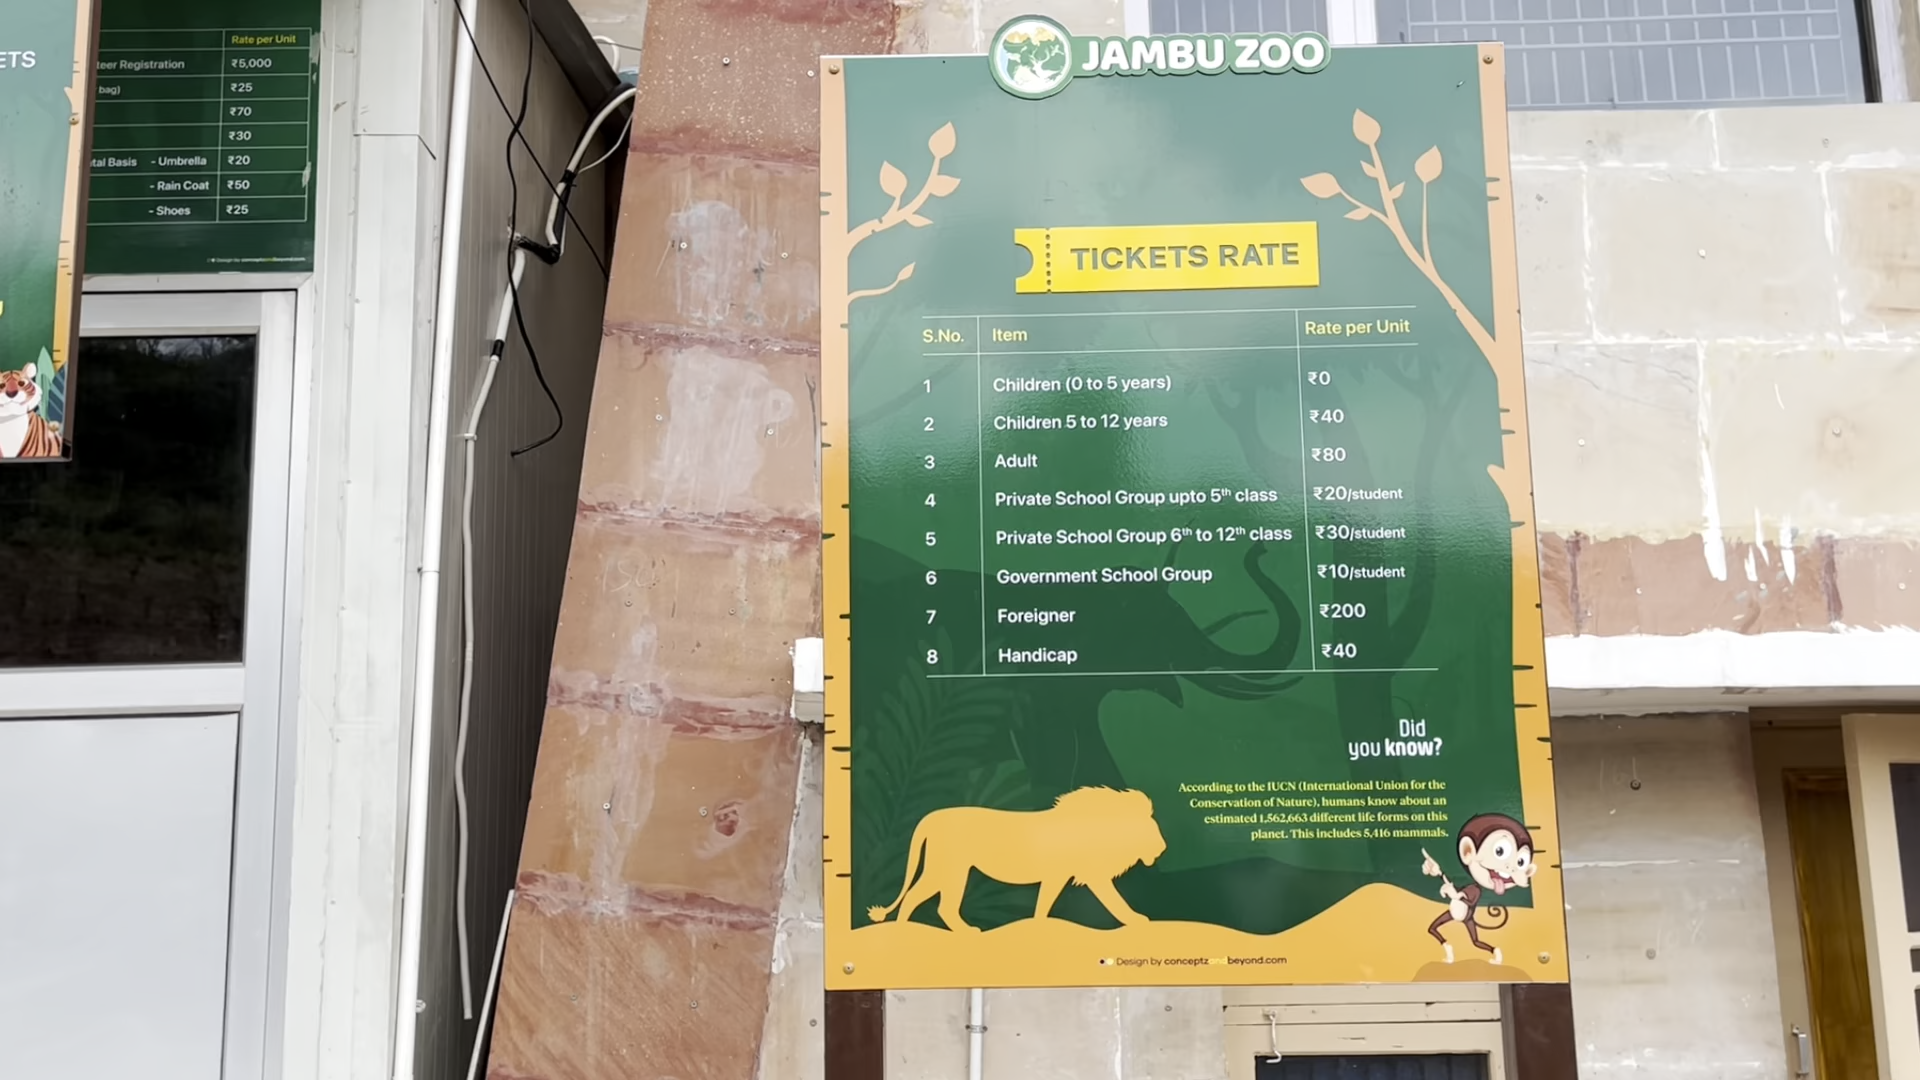 ETS
Rate per Unit
teer Registration ₹5,000
bag) ₹25
₹70
₹30
tal Basis - Umbrella ₹20
- Rain Coat ₹50
- Shoes ₹25
Design by conceptzandbeyond.com
JAMBU ZOO
TICKETS RATE
S.No. Item Rate per Unit
1 Children (0 to 5 years) ₹0
2 Children 5 to 12 years ₹40
3 Adult ₹80
4 Private School Group upto 5th class ₹20/student
5 Private School Group 6th to 12th class ₹30/student
6 Government School Group ₹10/student
7 Foreigner ₹200
8 Handicap ₹40
Did
you know?
According to the IUCN (International Union for the
Conservation of Nature), humans know about an
estimated 1,562,663 different life forms on this
planet. This includes 5,416 mammals.
Design by conceptzandbeyond.com